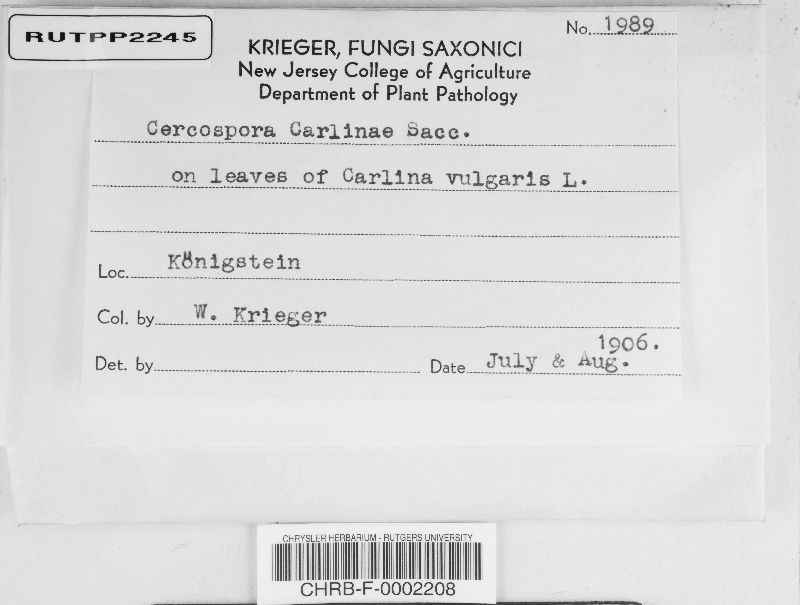 RUTPP2245
No. 1989
KRIEGER, FUNGI SAXONICI
New Jersey College of Agriculture
Department of Plant Pathology
Cercospora Carlinae Sacc.
on leaves of Carlina vulgaris L.
Loc. Königstein
Col. by W. Krieger
1906.
Det. by Date July & Aug.
CHRYSLER HERBARIUM - RUTGERS UNIVERSITY
CHRB-F-0002208